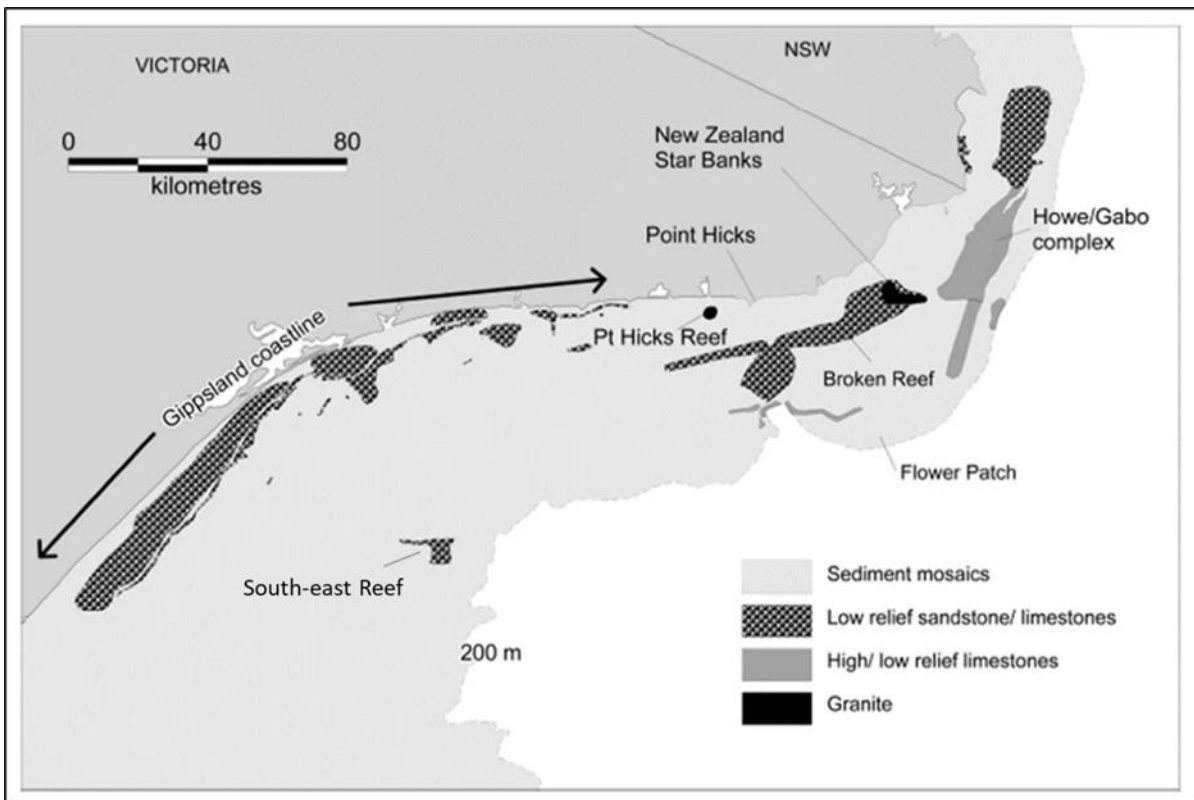 VICTORIA
NSW
0 40 80
kilometres
New Zealand
Star Banks
Point Hicks
Howe/Gabo
complex
Gippsland coastline
Pt Hicks Reef
Broken Reef
Flower Patch
South-east Reef
200 m
Sediment mosaics
Low relief sandstone/ limestones
High/ low relief limestones
Granite